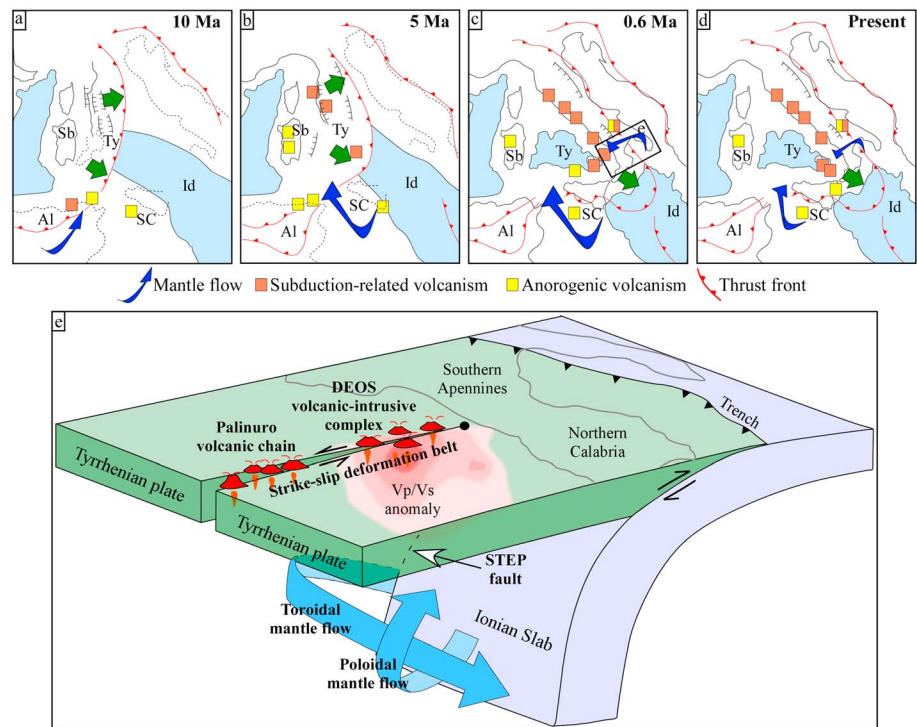 a
10 Ma
Sb
Ty
Id
Al
SC
b
5 Ma
Sb
Ty
Id
Al
SC
c
0.6 Ma
e
Sb
Ty
Al
SC
Id
d
Present
Sb
Ty
Al
SC
Id
Mantle flow
Subduction-related volcanism
Anorogenic volcanism
Thrust front
e
Southern
Apennines
DEOS
volcanic-intrusive
complex
Palinuro
volcanic chain
Trench
Northern
Calabria
Strike-slip deformation belt
Tyrrhenian plate
Vp/Vs
anomaly
Tyrrhenian plate
STEP
fault
Toroidal
mantle flow
Ionian Slab
Poloidal
mantle flow